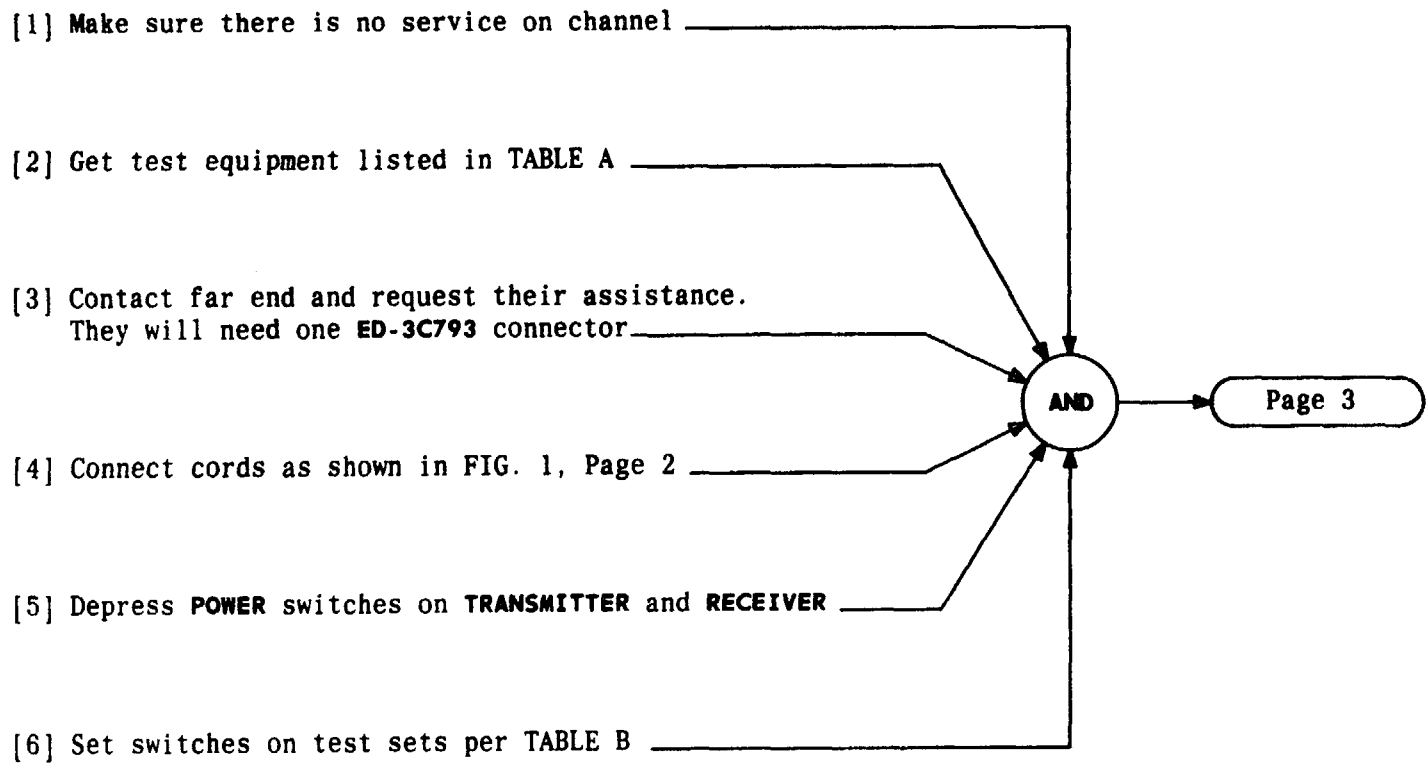 [1] Make sure there is no service on channel
[2] Get test equipment listed in TABLE A
[3] Contact far end and request their assistance.
They will need one ED-3C793 connector
AND
Page 3
[4] Connect cords as shown in FIG. 1, Page 2
[5] Depress POWER switches on TRANSMITTER and RECEIVER
[6] Set switches on test sets per TABLE B